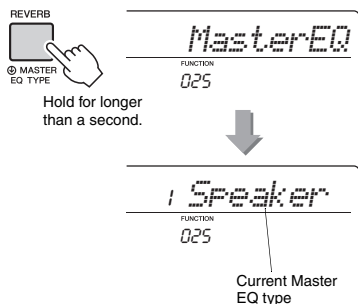 REVERB
MASTER
EQ TYPE
Hold for longer
than a second.
MasterEQ
FUNCTION
025
1 Speaker
FUNCTION
025
Current Master
EQ type